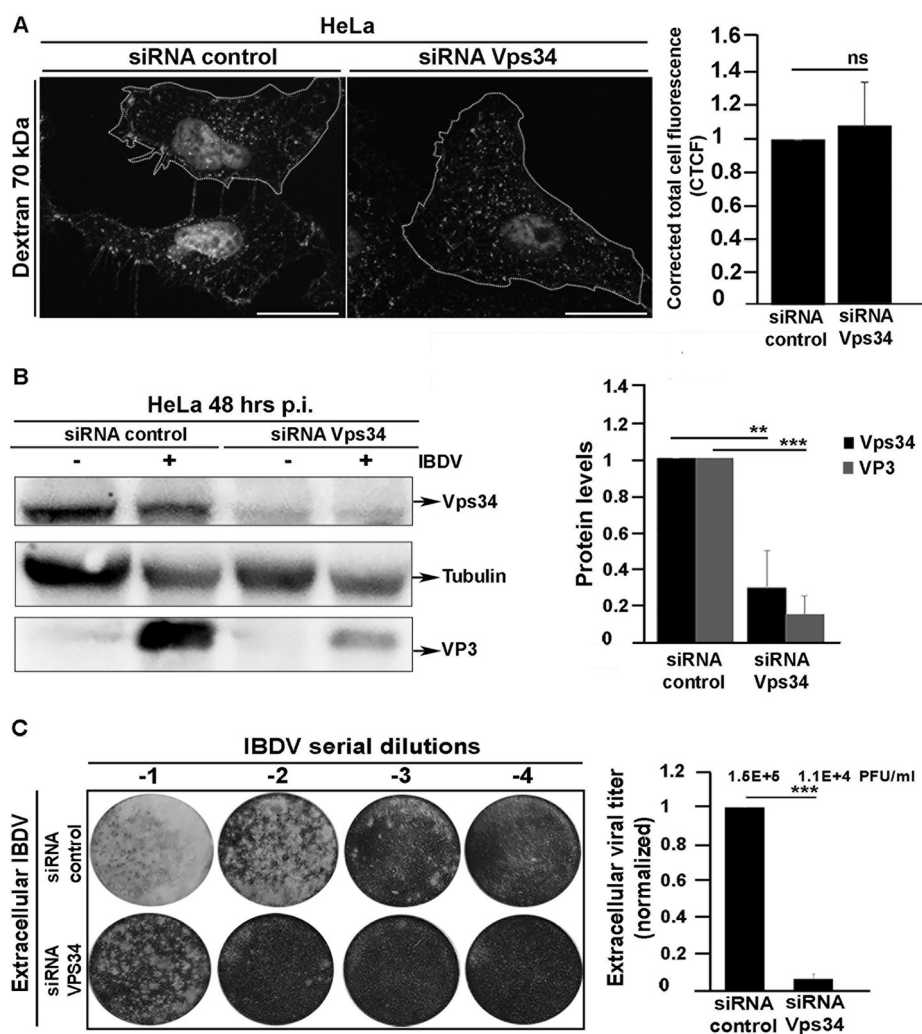 A
HeLa
siRNA control
siRNA Vps34
Dextran 70 kDa
Corrected total cell fluorescence
(CTCF)
1.6
1.4
1.2
1
0.8
0.6
0.4
0.2
0
ns
siRNA
control
siRNA
Vps34
B
HeLa 48 hrs p.i.
siRNA control
siRNA Vps34
- + - + IBDV
Vps34
Tubulin
VP3
Protein levels
1.4
1.2
1
0.8
0.6
0.4
0.2
0
**
***
Vps34
VP3
siRNA
control
siRNA
Vps34
C
IBDV serial dilutions
-1 -2 -3 -4
Extracellular IBDV
siRNA
control
siRNA
VPS34
Extracellular viral titer
(normalized)
1
0.8
0.6
0.4
0.2
0
1.5E+5 1.1E+4 PFU/ml
***
siRNA
control
siRNA
Vps34